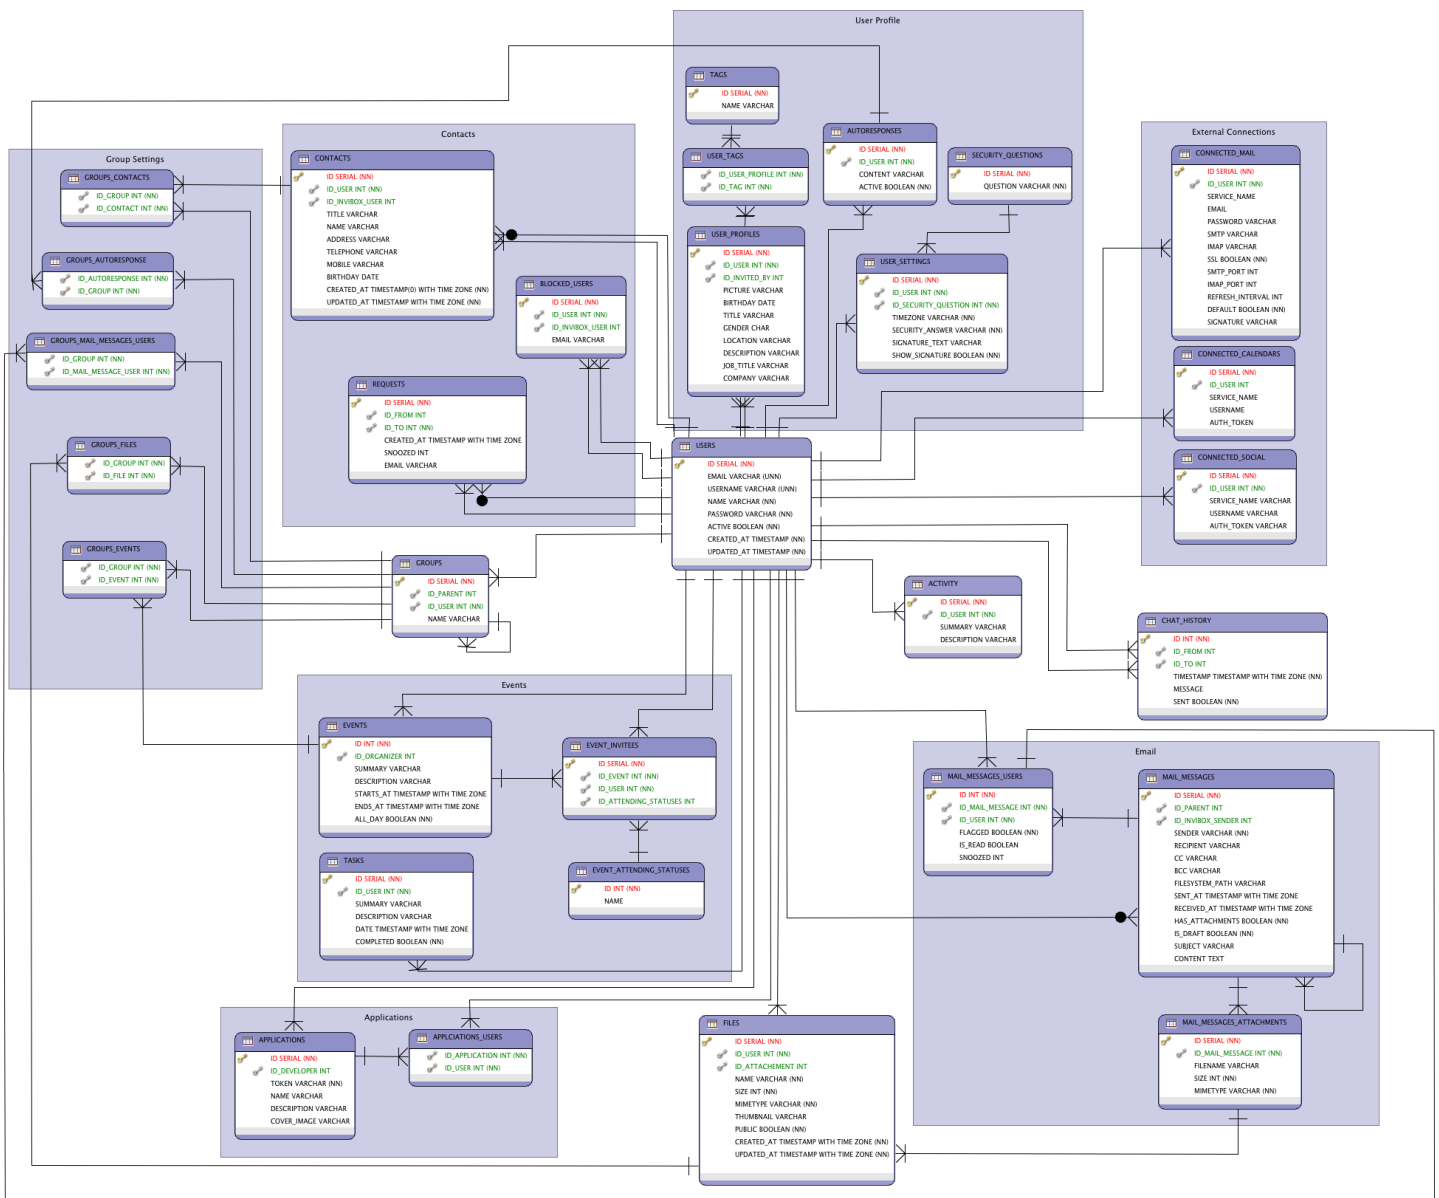 User Profile
TAGS
ID SERIAL (NN)
NAME VARCHAR
USER_TAGS
ID_USER_PROFILE INT (NN)
ID_TAG INT (NN)
AUTORESPONSES
ID SERIAL (NN)
ID_USER INT (NN)
CONTENT VARCHAR
ACTIVE BOOLEAN (NN)
SECURITY_QUESTIONS
ID SERIAL (NN)
QUESTION VARCHAR (NN)
USER_PROFILES
ID SERIAL (NN)
ID_USER INT (NN)
ID_INVITED_BY INT
PICTURE VARCHAR
BIRTHDAY DATE
TITLE VARCHAR
GENDER CHAR
LOCATION VARCHAR
DESCRIPTION VARCHAR
JOB_TITLE VARCHAR
COMPANY VARCHAR
USER_SETTINGS
ID SERIAL (NN)
ID_USER INT (NN)
ID_SECURITY_QUESTION INT (NN)
TIMEZONE VARCHAR (NN)
SECURITY_ANSWER VARCHAR (NN)
SIGNATURE_TEXT VARCHAR
SHOW_SIGNATURE BOOLEAN (NN)
Contacts
CONTACTS
ID SERIAL (NN)
ID_USER INT (NN)
ID_INVIBOX_USER INT
TITLE VARCHAR
NAME VARCHAR
ADDRESS VARCHAR
TELEPHONE VARCHAR
MOBILE VARCHAR
BIRTHDAY DATE
CREATED_AT TIMESTAMP(0) WITH TIME ZONE (NN)
UPDATED_AT TIMESTAMP WITH TIME ZONE (NN)
BLOCKED_USERS
ID SERIAL (NN)
ID_USER INT (NN)
ID_INVIBOX_USER INT
EMAIL VARCHAR
REQUESTS
ID SERIAL (NN)
ID_FROM INT
ID_TO INT (NN)
CREATED_AT TIMESTAMP WITH TIME ZONE
SNOOZED INT
EMAIL VARCHAR
Group Settings
GROUPS_CONTACTS
ID_GROUP INT (NN)
ID_CONTACT INT (NN)
GROUPS_AUTORESPONSE
ID_AUTORESPONSE INT (NN)
ID_GROUP INT (NN)
GROUPS_MAIL_MESSAGES_USERS
ID_GROUP INT (NN)
ID_MAIL_MESSAGE_USER INT (NN)
GROUPS_FILES
ID_GROUP INT (NN)
ID_FILE INT (NN)
GROUPS_EVENTS
ID_GROUP INT (NN)
ID_EVENT INT (NN)
External Connections
CONNECTED_MAIL
ID SERIAL (NN)
ID_USER INT (NN)
SERVICE_NAME
EMAIL
PASSWORD VARCHAR
SMTP VARCHAR
IMAP VARCHAR
SSL BOOLEAN (NN)
SMTP_PORT INT
IMAP_PORT INT
REFRESH_INTERVAL INT
DEFAULT BOOLEAN (NN)
SIGNATURE VARCHAR
CONNECTED_CALENDARS
ID SERIAL (NN)
ID_USER INT
SERVICE_NAME
USERNAME
AUTH_TOKEN
CONNECTED_SOCIAL
ID SERIAL (NN)
ID_USER INT (NN)
SERVICE_NAME VARCHAR
USERNAME VARCHAR
AUTH_TOKEN VARCHAR
USERS
ID SERIAL (NN)
EMAIL VARCHAR (UNN)
USERNAME VARCHAR (UNN)
NAME VARCHAR (NN)
PASSWORD VARCHAR (NN)
ACTIVE BOOLEAN (NN)
CREATED_AT TIMESTAMP (NN)
UPDATED_AT TIMESTAMP (NN)
GROUPS
ID SERIAL (NN)
ID_PARENT INT
ID_USER INT (NN)
NAME VARCHAR
ACTIVITY
ID SERIAL (NN)
ID_USER INT (NN)
SUMMARY VARCHAR
DESCRIPTION VARCHAR
CHAT_HISTORY
ID INT (NN)
ID_FROM INT
ID_TO INT
TIMESTAMP TIMESTAMP WITH TIME ZONE (NN)
MESSAGE
SENT BOOLEAN (NN)
Events
EVENTS
ID INT (NN)
ID_ORGANIZER INT
SUMMARY VARCHAR
DESCRIPTION VARCHAR
STARTS_AT TIMESTAMP WITH TIME ZONE
ENDS_AT TIMESTAMP WITH TIME ZONE
ALL_DAY BOOLEAN (NN)
EVENT_INVITEES
ID SERIAL (NN)
ID_EVENT INT (NN)
ID_USER INT (NN)
ID_ATTENDING_STATUSES INT
TASKS
ID SERIAL (NN)
ID_USER INT (NN)
SUMMARY VARCHAR
DESCRIPTION VARCHAR
DATE TIMESTAMP WITH TIME ZONE
COMPLETED BOOLEAN (NN)
EVENT_ATTENDING_STATUSES
ID INT (NN)
NAME
Email
MAIL_MESSAGES_USERS
ID INT (NN)
ID_MAIL_MESSAGE INT (NN)
ID_USER INT (NN)
FLAGGED BOOLEAN (NN)
IS_READ BOOLEAN
SNOOZED INT
MAIL_MESSAGES
ID SERIAL (NN)
ID_PARENT INT
ID_INVIBOX_SENDER INT
SENDER VARCHAR (NN)
RECIPIENT VARCHAR
CC VARCHAR
BCC VARCHAR
FILESYSTEM_PATH VARCHAR
SENT_AT TIMESTAMP WITH TIME ZONE
RECEIVED_AT TIMESTAMP WITH TIME ZONE
HAS_ATTACHMENTS BOOLEAN (NN)
IS_DRAFT BOOLEAN (NN)
SUBJECT VARCHAR
CONTENT TEXT
MAIL_MESSAGES_ATTACHMENTS
ID SERIAL (NN)
ID_MAIL_MESSAGE INT (NN)
FILENAME VARCHAR
SIZE INT (NN)
MIMETYPE VARCHAR (NN)
Applications
APPLICATIONS
ID SERIAL (NN)
ID_DEVELOPER INT
TOKEN VARCHAR (NN)
NAME VARCHAR
DESCRIPTION VARCHAR
COVER_IMAGE VARCHAR
APPLCIATIONS_USERS
ID_APPLICATION INT (NN)
ID_USER INT (NN)
FILES
ID SERIAL (NN)
ID_USER INT (NN)
ID_ATTACHEMENT INT
NAME VARCHAR (NN)
SIZE INT (NN)
MIMETYPE VARCHAR (NN)
THUMBNAIL VARCHAR
PUBLIC BOOLEAN (NN)
CREATED_AT TIMESTAMP WITH TIME ZONE (NN)
UPDATED_AT TIMESTAMP WITH TIME ZONE (NN)